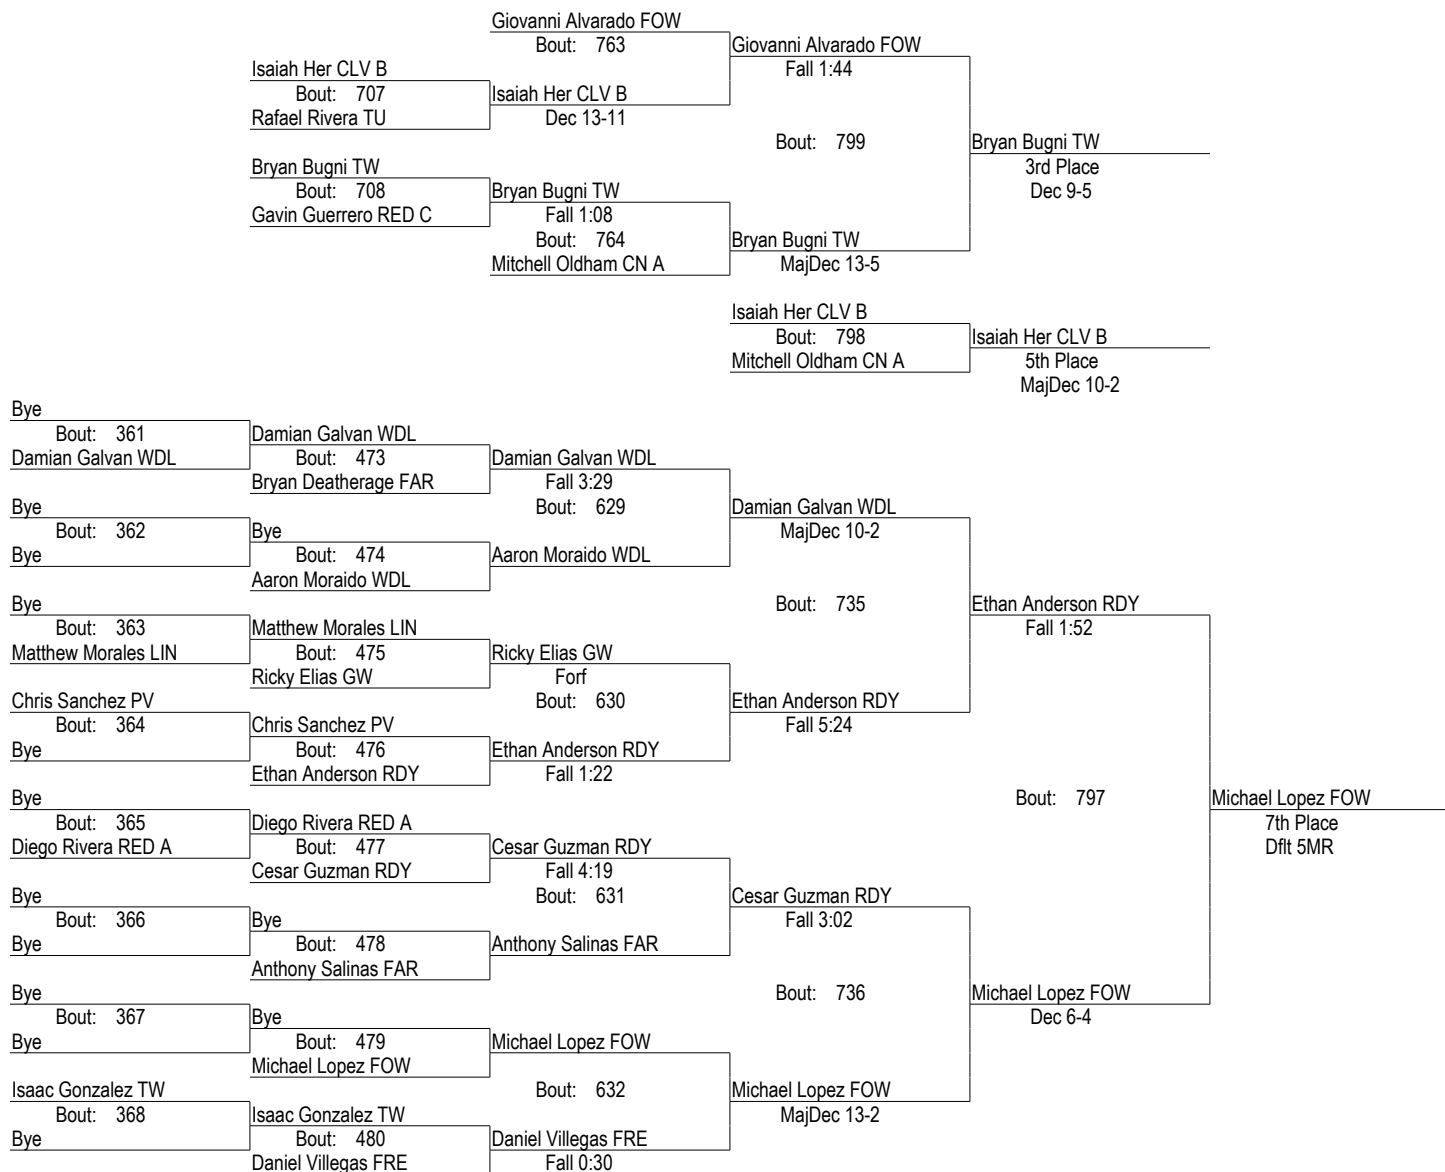 Giovanni Alvarado FOW
Bout: 763
Giovanni Alvarado FOW
Fall 1:44
Isaiah Her CLV B
Bout: 707
Isaiah Her CLV B
Rafael Rivera TU
Dec 13-11
Bout: 799
Bryan Bugni TW
3rd Place
Dec 9-5
Bryan Bugni TW
Bout: 708
Bryan Bugni TW
Gavin Guerrero RED C
Fall 1:08
Bout: 764
Bryan Bugni TW
Mitchell Oldham CN A
MajDec 13-5
Isaiah Her CLV B
Bout: 798
Isaiah Her CLV B
Mitchell Oldham CN A
5th Place
MajDec 10-2
Bye
Bout: 361
Damian Galvan WDL
Damian Galvan WDL
Bout: 473
Damian Galvan WDL
Bryan Deatherage FAR
Fall 3:29
Bye
Bout: 629
Damian Galvan WDL
Bout: 362
Bye
MajDec 10-2
Bye
Bout: 474
Aaron Moraido WDL
Aaron Moraido WDL
Bye
Bout: 735
Ethan Anderson RDY
Bout: 363
Matthew Morales LIN
Fall 1:52
Matthew Morales LIN
Bout: 475
Ricky Elias GW
Ricky Elias GW
Forf
Chris Sanchez PV
Bout: 630
Ethan Anderson RDY
Bout: 364
Chris Sanchez PV
Fall 5:24
Bye
Bout: 476
Ethan Anderson RDY
Ethan Anderson RDY
Fall 1:22
Bye
Bout: 797
Michael Lopez FOW
7th Place
Dflt 5MR
Bout: 365
Diego Rivera RED A
Diego Rivera RED A
Bout: 477
Cesar Guzman RDY
Cesar Guzman RDY
Fall 4:19
Bye
Bout: 631
Cesar Guzman RDY
Bout: 366
Bye
Fall 3:02
Bye
Bout: 478
Anthony Salinas FAR
Anthony Salinas FAR
Bye
Bout: 736
Michael Lopez FOW
Bout: 367
Bye
Dec 6-4
Bye
Bout: 479
Michael Lopez FOW
Michael Lopez FOW
Isaac Gonzalez TW
Bout: 632
Michael Lopez FOW
Bout: 368
Isaac Gonzalez TW
MajDec 13-2
Bye
Bout: 480
Daniel Villegas FRE
Daniel Villegas FRE
Fall 0:30